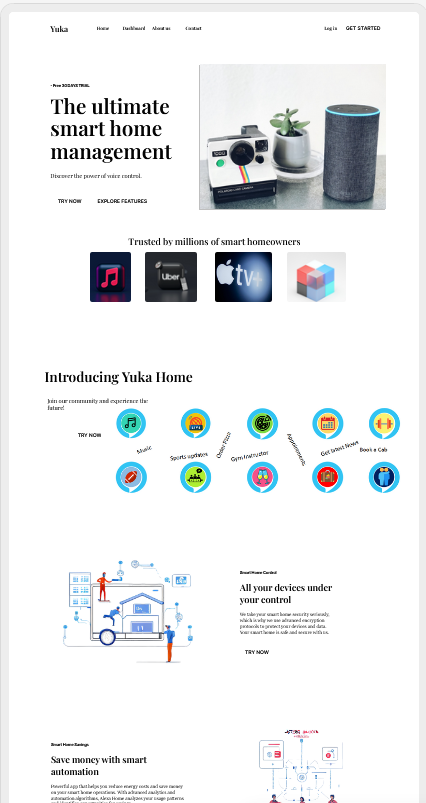 Yuka
Home Dashboard About us Contact
Log in GET STARTED
- Free 30 DAYS TRIAL
The ultimate
smart home
management
Discover the power of voice control.
TRY NOW EXPLORE FEATURES
Trusted by millions of smart homeowners
Uber
tv+
Introducing Yuka Home
Join our community and experience the
future!
TRY NOW
Music
Sports updates
Order Pizza
Gym Instructor
Appointments
Get latest News
Book a Cab
Smart Home Control
All your devices under
your control
We take your smart home security seriously,
which is why we use advanced encryption
protocols to protect your devices and data.
Your smart home is safe and secure with us.
TRY NOW
Smart Home Savings
Save money with smart
automation
Powerful app that helps you reduce energy costs and save money
on your smart home operations. With advanced analytics and
automation algorithms, Alexa Home analyzes your usage patterns